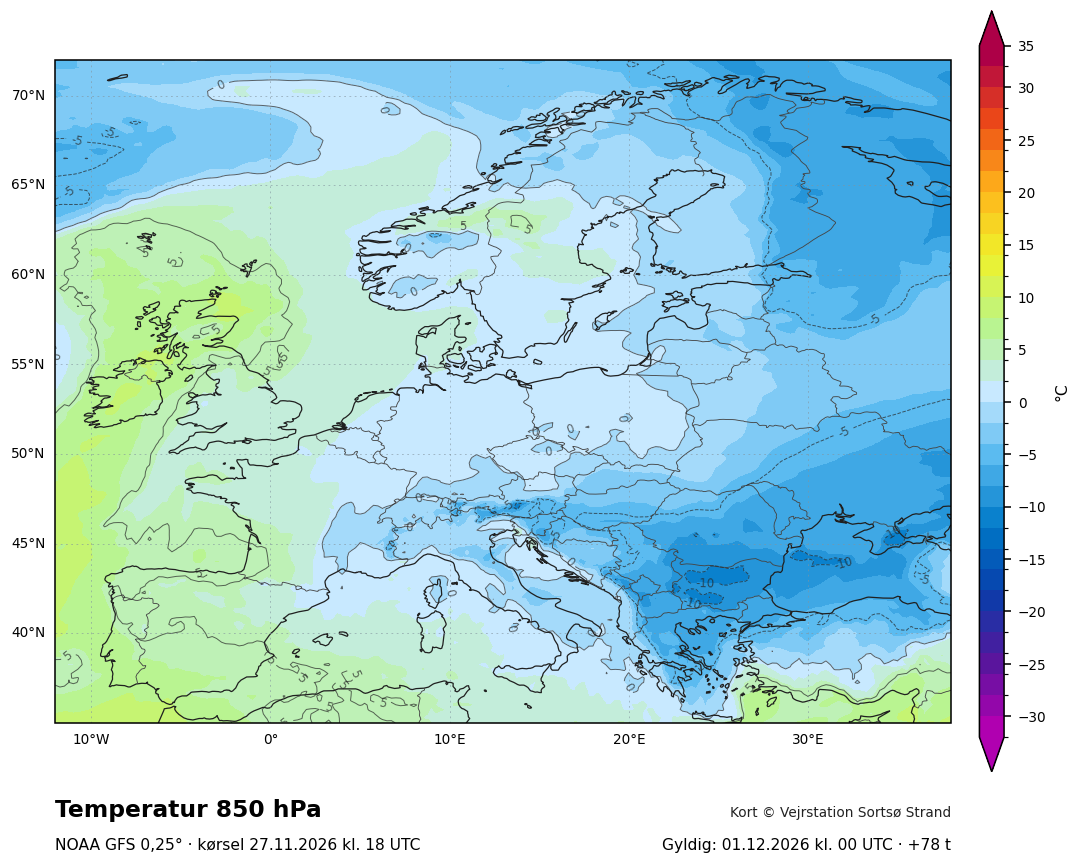 70°N
65°N
60°N
55°N
50°N
45°N
40°N
10°W 0° 10°E 20°E 30°E
35
30
25
20
15
10
5
0
−5
−10
−15
−20
−25
−30
°C
Temperatur 850 hPa
Kort © Vejrstation Sortsø Strand
NOAA GFS 0,25° · kørsel 27.11.2026 kl. 18 UTC
Gyldig: 01.12.2026 kl. 00 UTC · +78 t